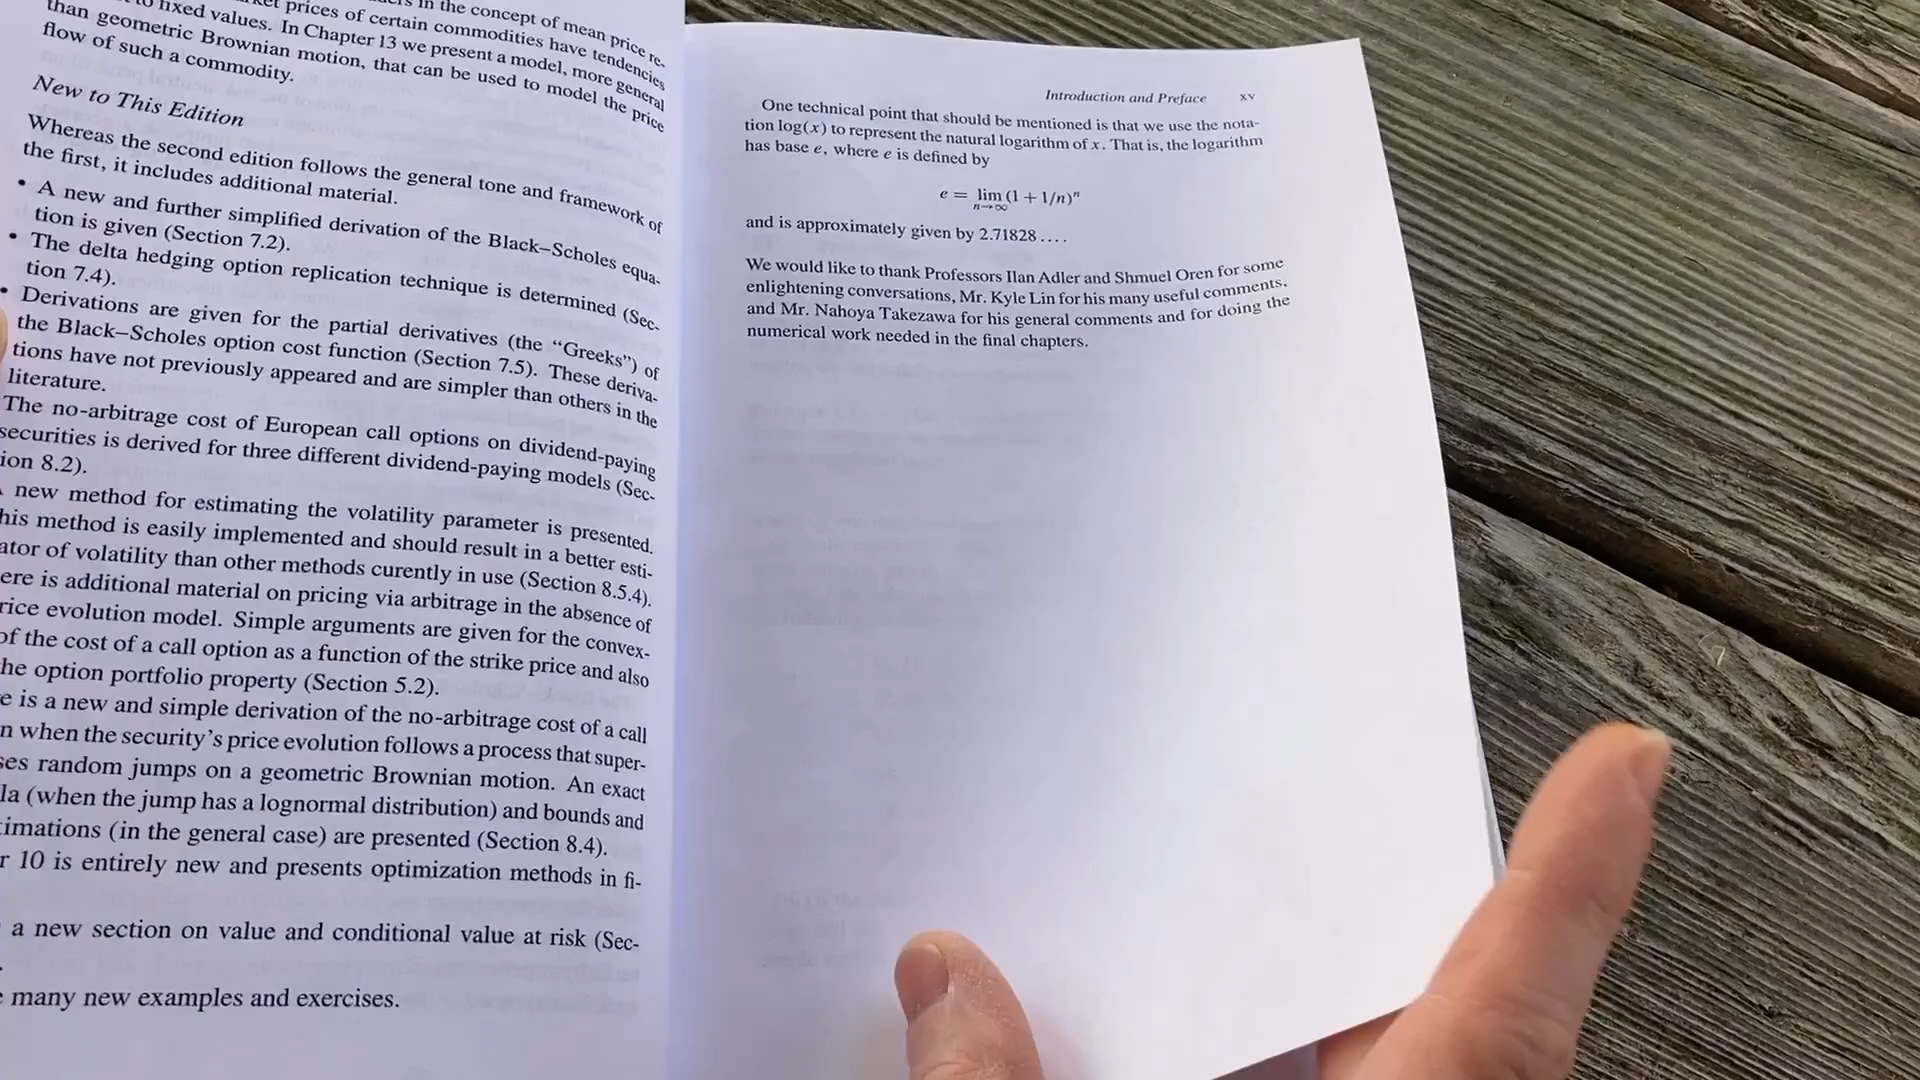 in the concept of mean price re-
prices of certain commodities have tendencies
to fixed values. In Chapter 13 we present a model, more general
than geometric Brownian motion, that can be used to model the price
flow of such a commodity.
New to This Edition
Whereas the second edition follows the general tone and framework of
the first, it includes additional material.
• A new and further simplified derivation of the Black–Scholes equa-
tion is given (Section 7.2).
• The delta hedging option replication technique is determined (Sec-
tion 7.4).
• Derivations are given for the partial derivatives (the “Greeks”) of
the Black–Scholes option cost function (Section 7.5). These deriva-
tions have not previously appeared and are simpler than others in the
literature.
The no-arbitrage cost of European call options on dividend-paying
securities is derived for three different dividend-paying models (Sec-
ion 8.2).
new method for estimating the volatility parameter is presented.
his method is easily implemented and should result in a better esti-
ator of volatility than other methods curently in use (Section 8.5.4).
ere is additional material on pricing via arbitrage in the absence of
rice evolution model. Simple arguments are given for the convex-
of the cost of a call option as a function of the strike price and also
he option portfolio property (Section 5.2).
e is a new and simple derivation of the no-arbitrage cost of a call
n when the security’s price evolution follows a process that super-
ses random jumps on a geometric Brownian motion. An exact
la (when the jump has a lognormal distribution) and bounds and
imations (in the general case) are presented (Section 8.4).
r 10 is entirely new and presents optimization methods in fi-
a new section on value and conditional value at risk (Sec-
many new examples and exercises.
Introduction and Preface xv
One technical point that should be mentioned is that we use the nota-
tion log(x) to represent the natural logarithm of x. That is, the logarithm
has base e, where e is defined by
e = lim (1 + 1/n)ⁿ
n→∞
and is approximately given by 2.71828 . . . .
We would like to thank Professors Ilan Adler and Shmuel Oren for some
enlightening conversations, Mr. Kyle Lin for his many useful comments,
and Mr. Nahoya Takezawa for his general comments and for doing the
numerical work needed in the final chapters.